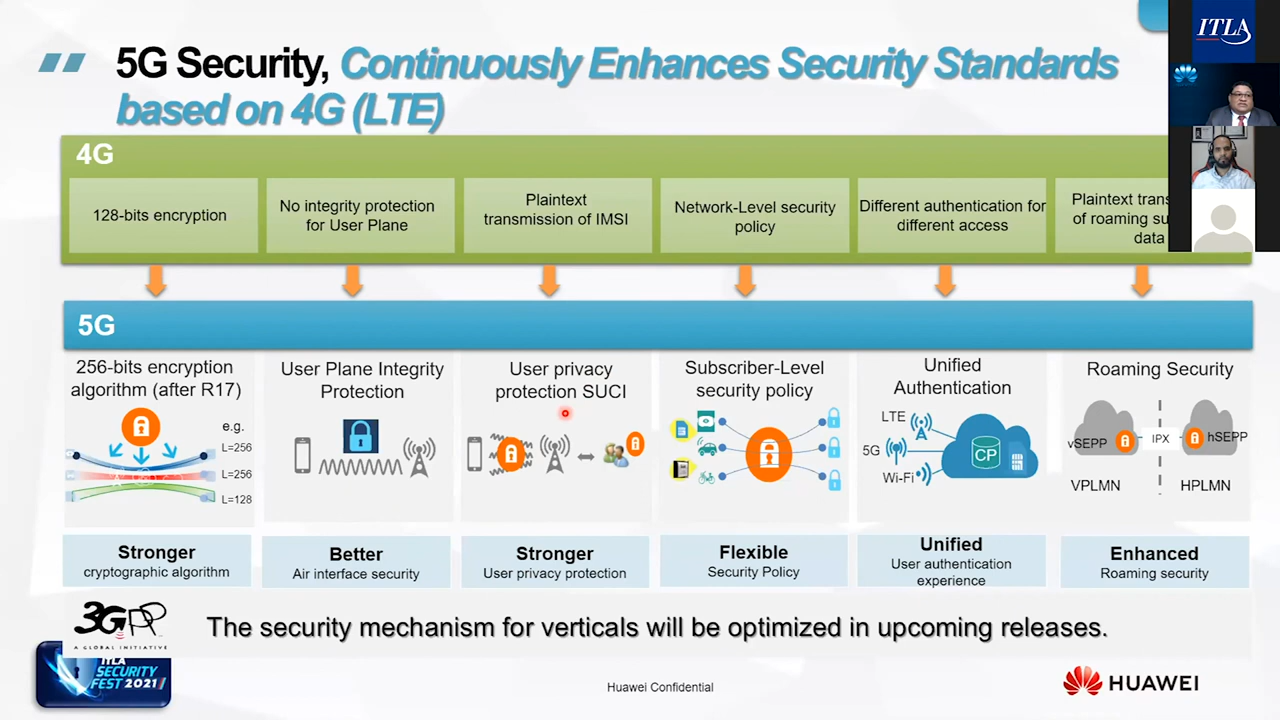 ITLA
5G Security, Continuously Enhances Security Standards
based on 4G (LTE)
4G
128-bits encryption
No integrity protection
for User Plane
Plaintext
transmission of IMSI
Network-Level security
policy
Different authentication for
different access
Plaintext
of roaming
data
5G
256-bits encryption
algorithm (after R17)
e.g.
L=256
L=256
L=128
User Plane Integrity
Protection
User privacy
protection SUCI
Subscriber-Level
security policy
Unified
Authentication
LTE
5G
Wi-Fi
CP
Roaming Security
vSEPP
IPX
hSEPP
VPLMN
HPLMN
Stronger
cryptographic algorithm
Better
Air interface security
Stronger
User privacy protection
Flexible
Security Policy
Unified
User authentication
experience
Enhanced
Roaming security
3GPP
A GLOBAL INITIATIVE
The security mechanism for verticals will be optimized in upcoming releases.
ITLA
SECURITY
FEST 2021
Huawei Confidential
HUAWEI